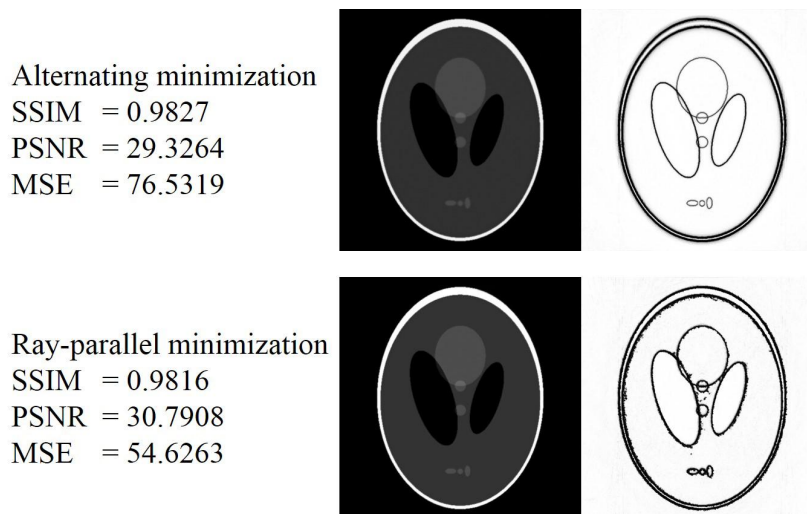 Alternating minimization
SSIM = 0.9827
PSNR = 29.3264
MSE = 76.5319
Ray-parallel minimization
SSIM = 0.9816
PSNR = 30.7908
MSE = 54.6263